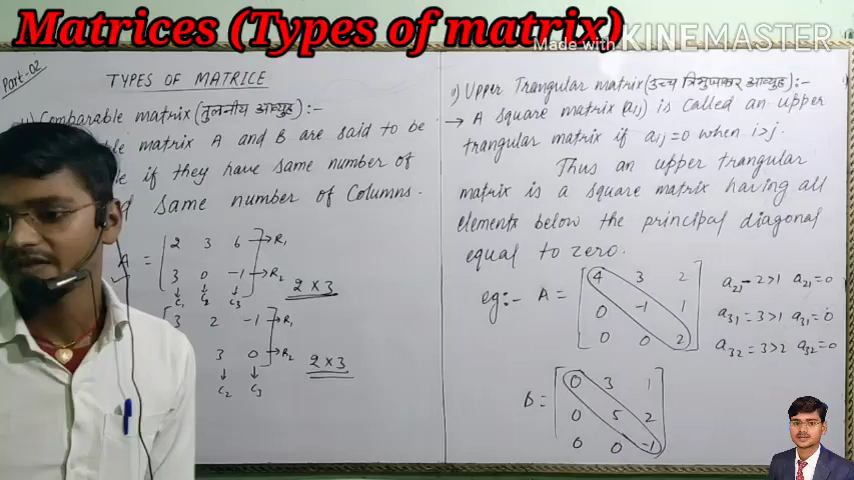 Matrices (Types of matrix)
Made with KINEMASTER
Part-02
TYPES OF MATRICE
Comparable matrix (तुलनीय आव्यूह) :-
matrix A and B are said to be
if they have same number of
same number of Columns.
A = 2 3 6 → R₁
3 0 -1 → R₂
C₁ C₂ C₃ 2 × 3
3 2 -1 → R₁
3 0 → R₂ 2 × 3
C₂ C₃
Upper Trangular matrix (उच्च त्रिभुजाकार आव्यूह) :-
→ A square matrix (aij) is called an upper
trangular matrix if aij = 0 when i > j.
Thus an upper trangular
matrix is a square matrix having all
elements below the principal diagonal
equal to zero.
eg:- A = 4 3 2
0 -1 1
0 0 2
a₂₁ - 2 > 1 a₂₁ = 0
a₃₁ = 3 > 1 a₃₁ = 0
a₃₂ = 3 > 2 a₃₂ = 0
B = 0 3 1
0 5 2
0 0 -1